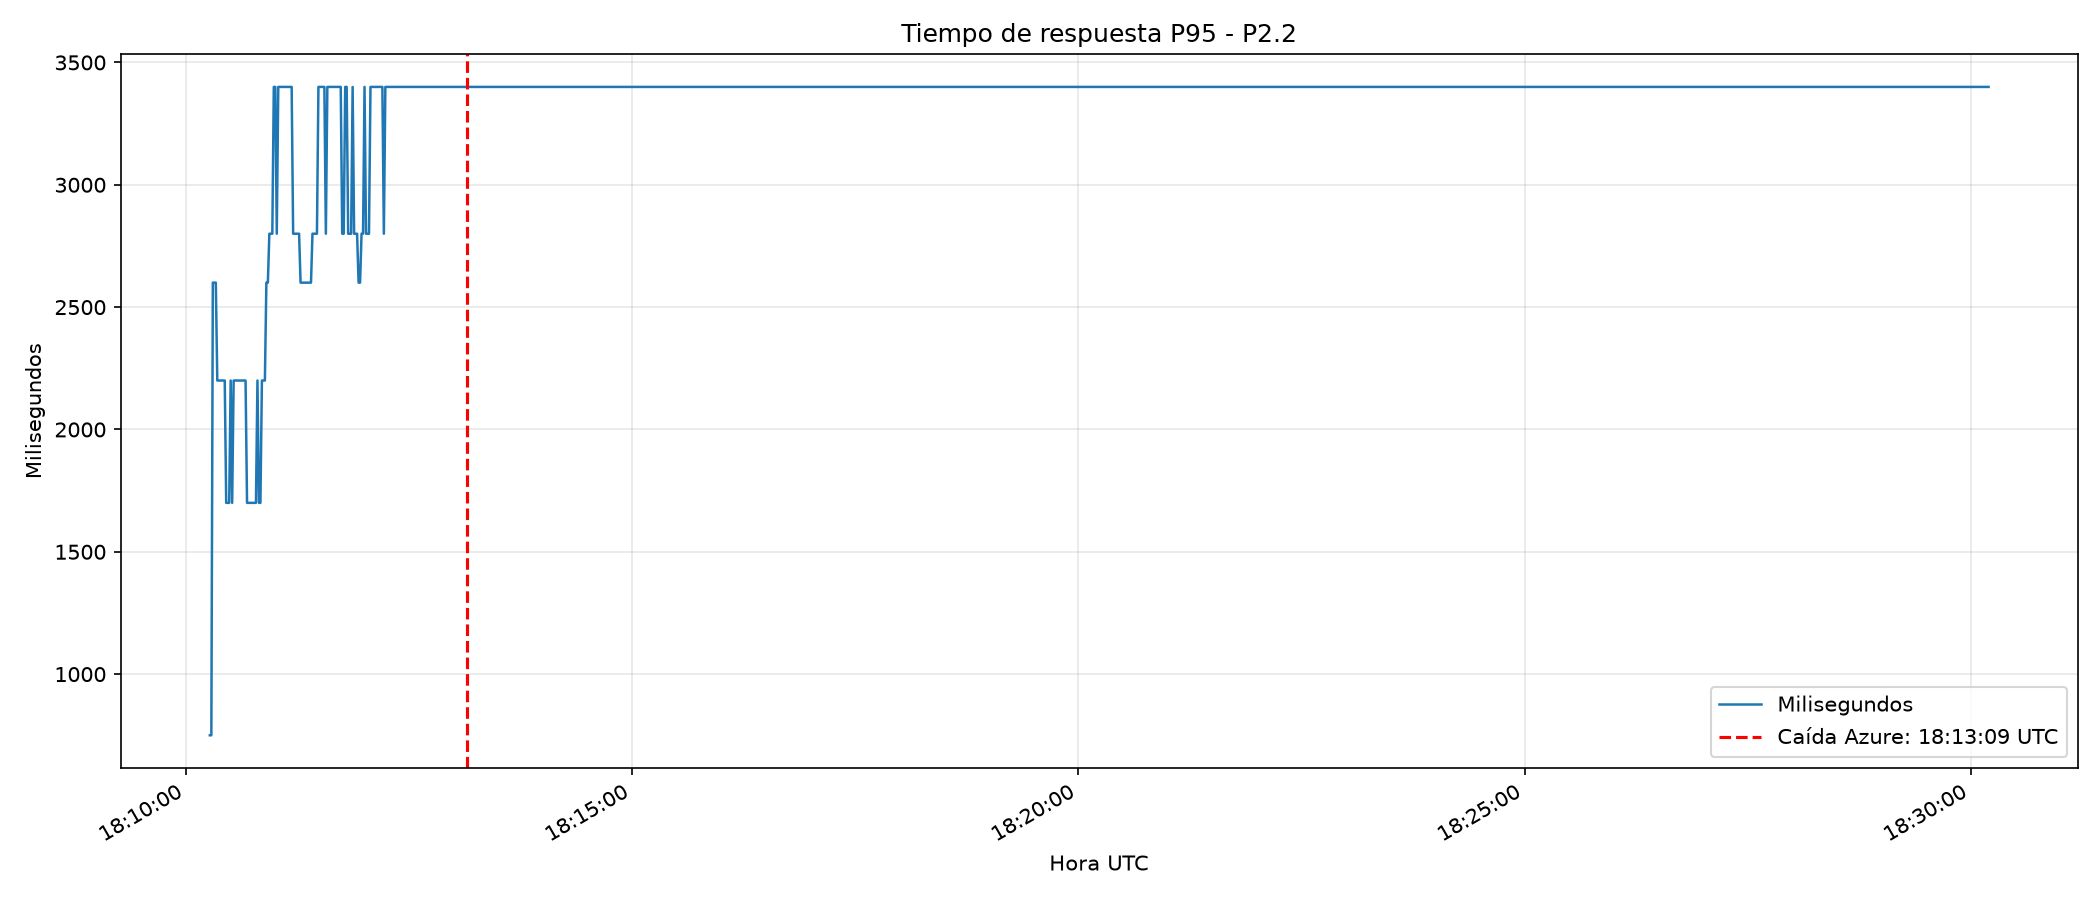 Tiempo de respuesta P95 - P2.2
3500
3000
2500
2000
1500
1000
Milisegundos
Milisegundos
Caída Azure: 18:13:09 UTC
18:10:00
18:15:00
18:20:00
18:25:00
18:30:00
Hora UTC